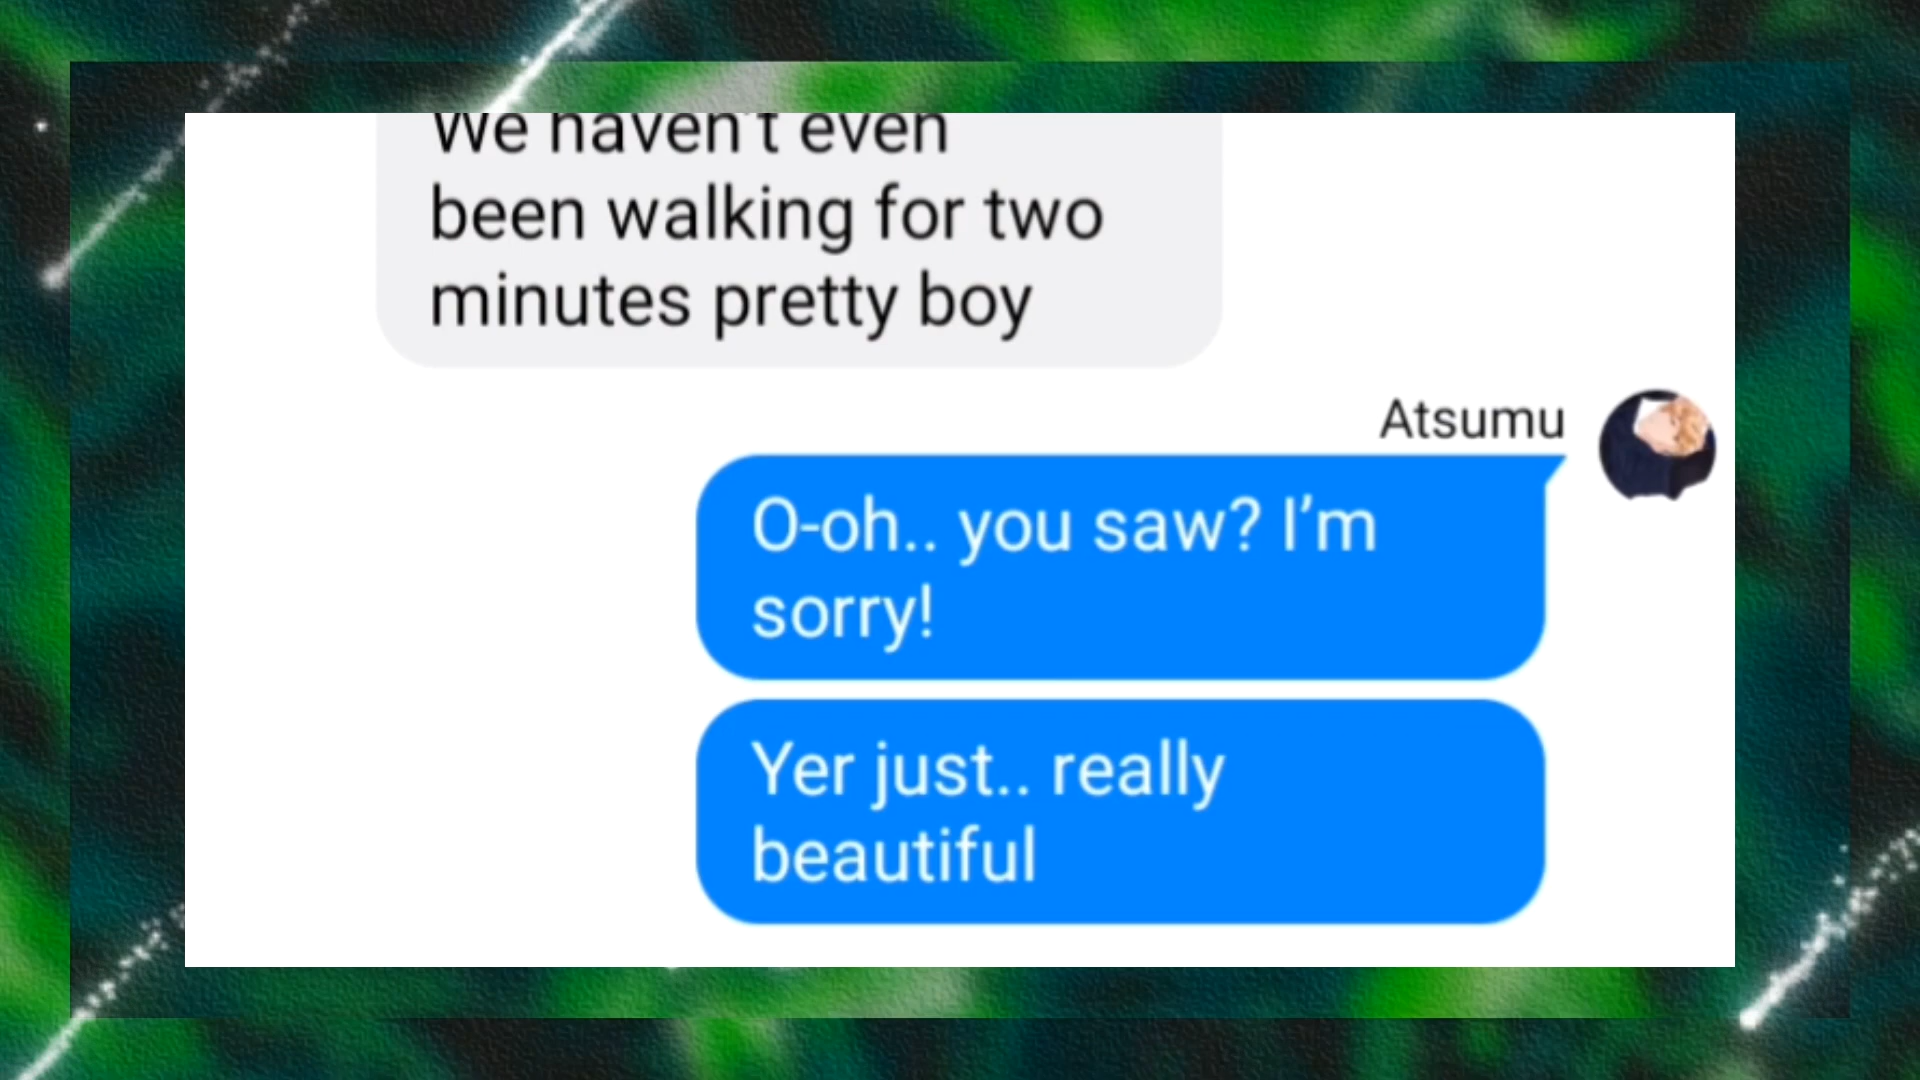 We haven't even
been walking for two
minutes pretty boy
Atsumu
O-oh.. you saw? I’m
sorry!
Yer just.. really
beautiful